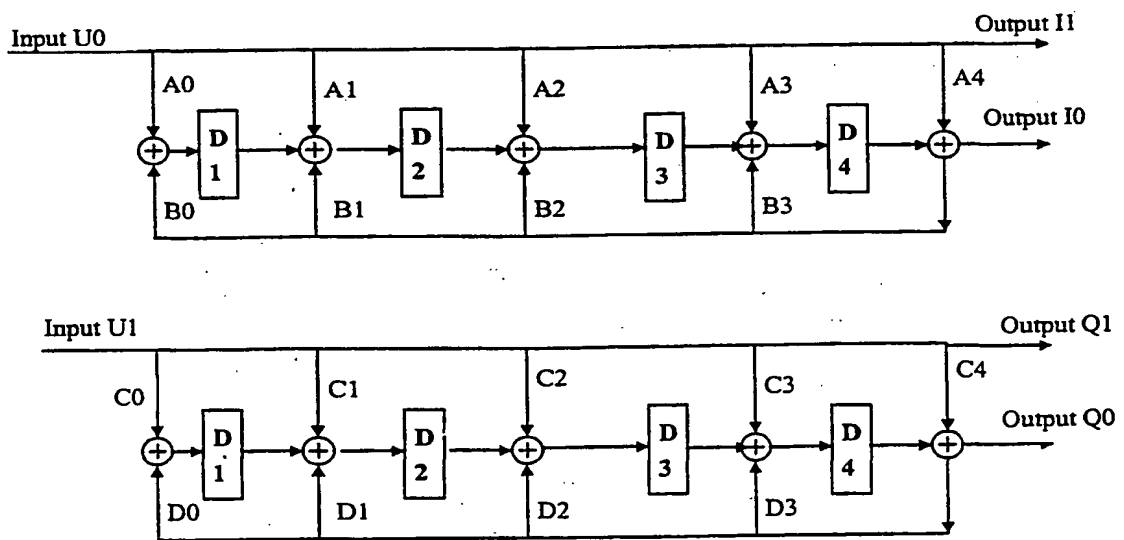 Input U0
Output I1
A0
A1
A2
A3
A4
D
1
D
2
D
3
D
4
Output I0
B0
B1
B2
B3
Input U1
Output Q1
C0
C1
C2
C3
C4
D
1
D
2
D
3
D
4
Output Q0
D0
D1
D2
D3